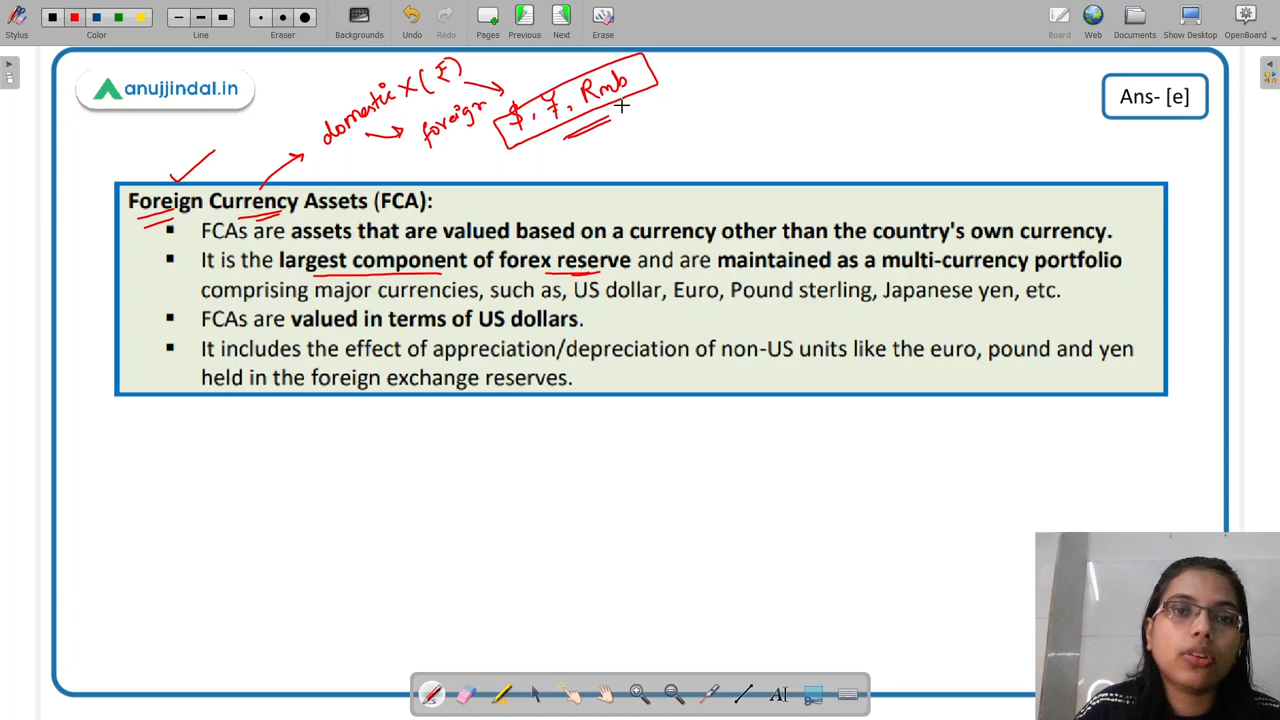 Color
Line
Eraser
Backgrounds
Undo
Redo
Pages
Previous
Next
Erase
Board
Web
Documents
Show Desktop
OpenBoard
anujjindal.in
Ans- [e]
domestic X (₹)
foreign
$, ¥, Rmb
Foreign Currency Assets (FCA):
▪ FCAs are assets that are valued based on a currency other than the country's own currency.
▪ It is the largest component of forex reserve and are maintained as a multi-currency portfolio
comprising major currencies, such as, US dollar, Euro, Pound sterling, Japanese yen, etc.
▪ FCAs are valued in terms of US dollars.
▪ It includes the effect of appreciation/depreciation of non-US units like the euro, pound and yen
held in the foreign exchange reserves.